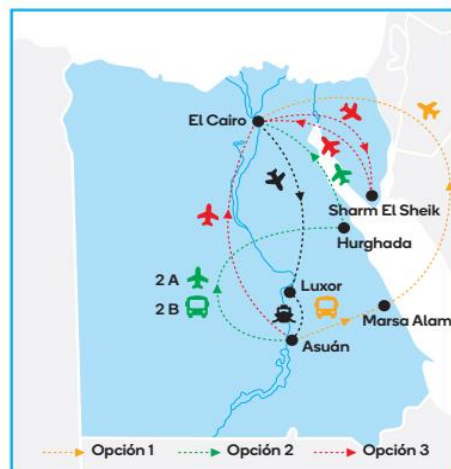 El Cairo
Sharm El Sheik
Hurghada
2 A
2 B
Luxor
Marsa Alam
Asuán
Opción 1
Opción 2
Opción 3